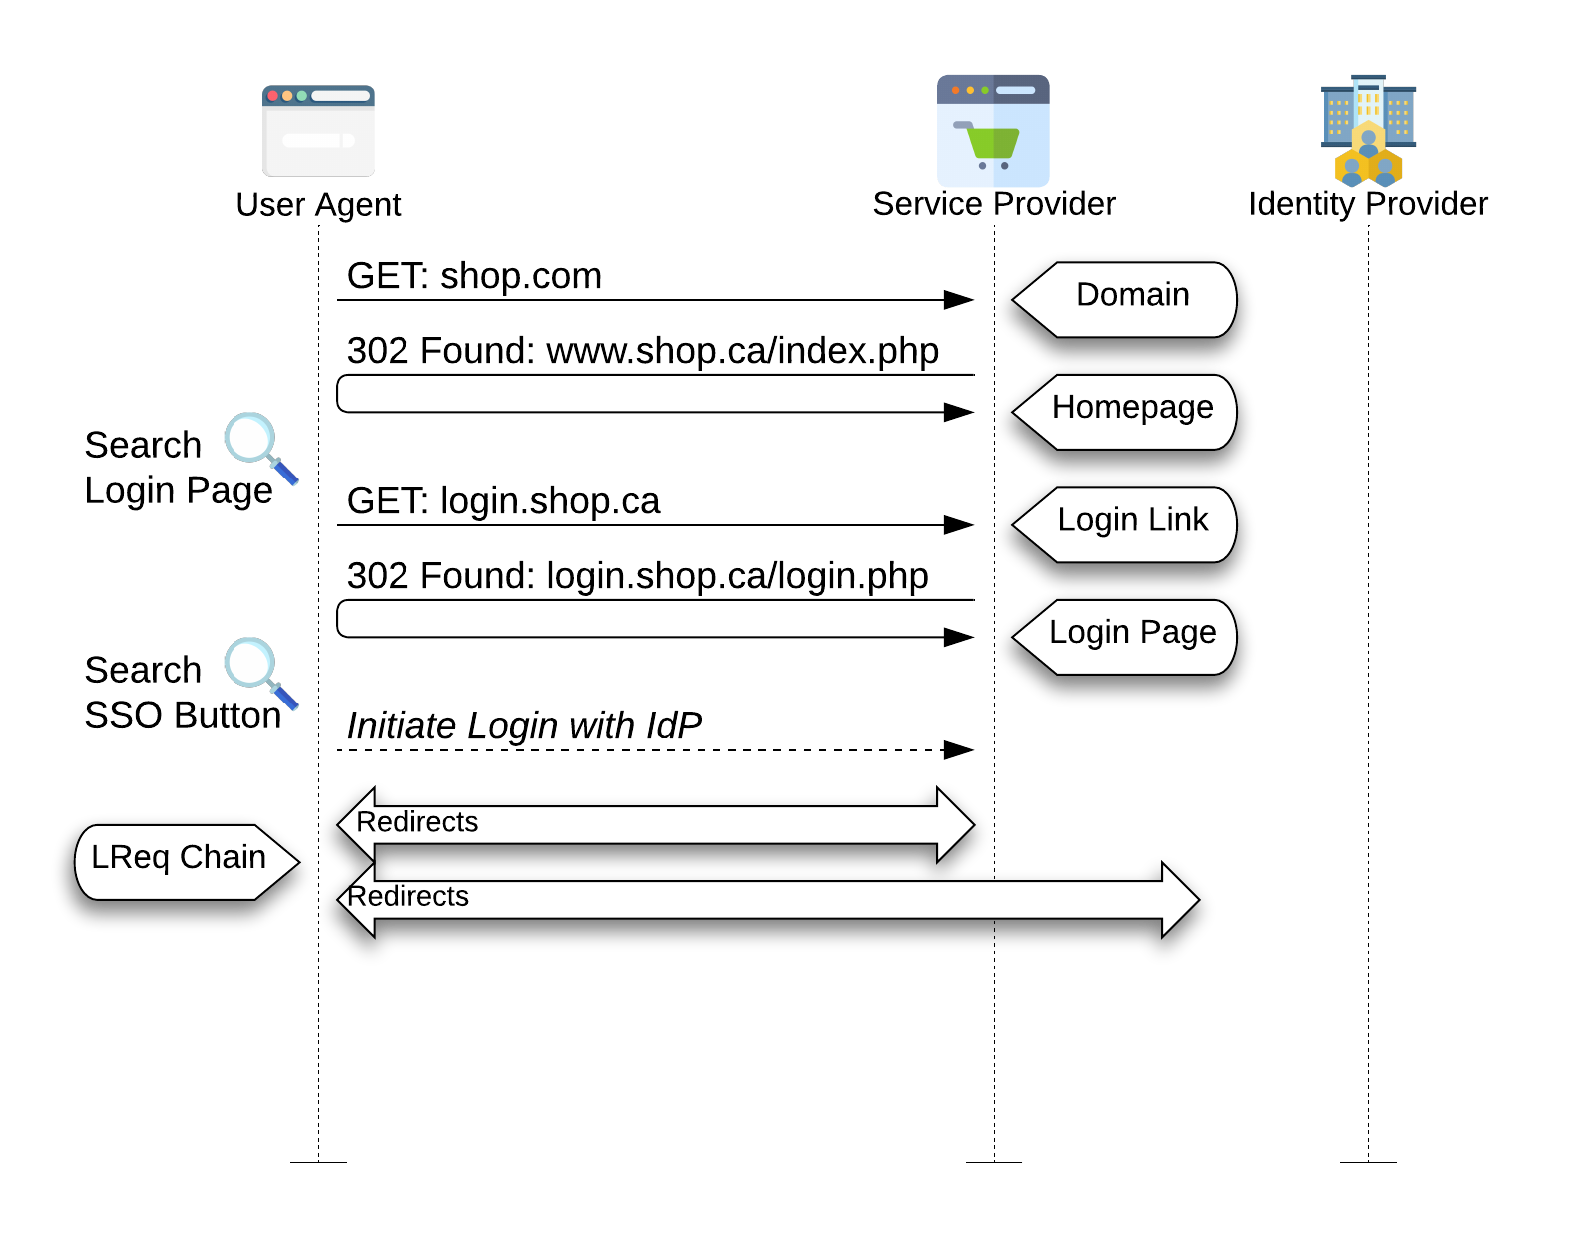 User Agent
Service Provider
Identity Provider
GET: shop.com
Domain
302 Found: www.shop.ca/index.php
Homepage
Search
Login Page
GET: login.shop.ca
Login Link
302 Found: login.shop.ca/login.php
Login Page
Search
SSO Button
Initiate Login with IdP
Redirects
LReq Chain
Redirects